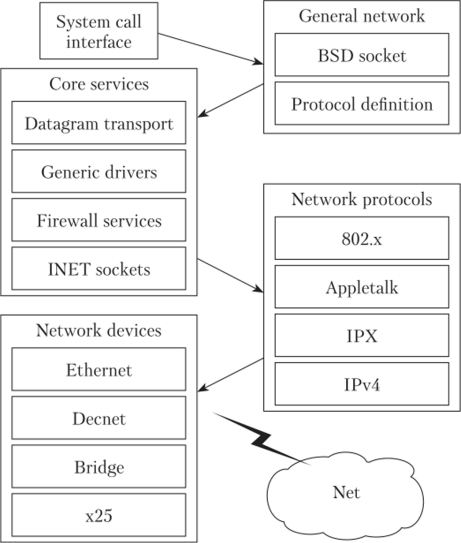 System call
interface
General network
BSD socket
Protocol definition
Core services
Datagram transport
Generic drivers
Firewall services
INET sockets
Network protocols
802.x
Appletalk
IPX
IPv4
Network devices
Ethernet
Decnet
Bridge
x25
Net